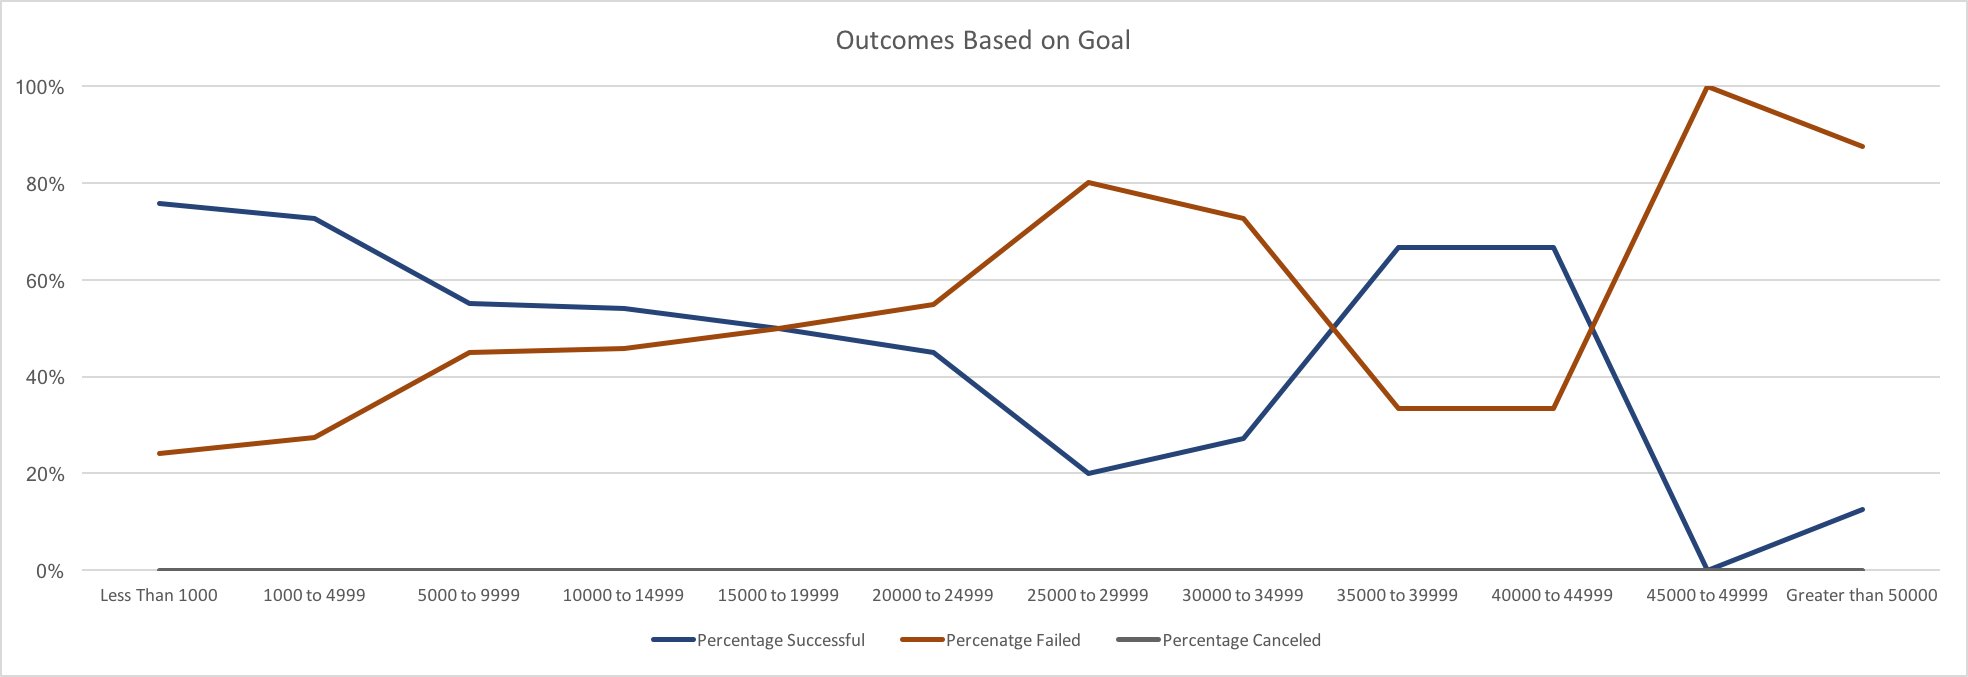 Outcomes Based on Goal
100%
80%
60%
40%
20%
0%
Less Than 1000 1000 to 4999 5000 to 9999 10000 to 14999 15000 to 19999 20000 to 24999 25000 to 29999 30000 to 34999 35000 to 39999 40000 to 44999 45000 to 49999 Greater than 50000
Percentage Successful Percenatge Failed Percentage Canceled